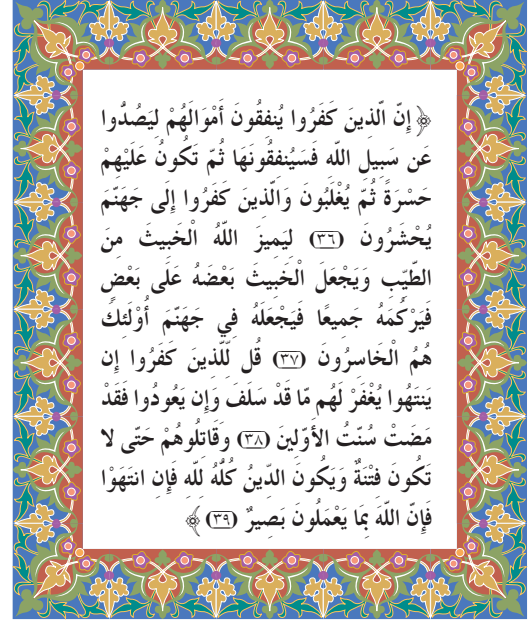 ﴿ إِنَّ الَّذِينَ كَفَرُوا يُنفِقُونَ أَمْوَالَهُمْ لِيَصُدُّوا
عَن سَبِيلِ اللَّهِ فَسَيُنفِقُونَهَا ثُمَّ تَكُونُ عَلَيْهِمْ
حَسْرَةً ثُمَّ يُغْلَبُونَ وَالَّذِينَ كَفَرُوا إِلَى جَهَنَّمَ
يُحْشَرُونَ (٣٦) لِيَمِيزَ اللَّهُ الْخَبِيثَ مِنَ
الطَّيِّبِ وَيَجْعَلَ الْخَبِيثَ بَعْضَهُ عَلَى بَعْضٍ
فَيَرْكُمَهُ جَمِيعًا فَيَجْعَلَهُ فِي جَهَنَّمَ أُوْلَئِكَ
هُمُ الْخَاسِرُونَ (٣٧) قُل لِّلَّذِينَ كَفَرُوا إِن
يَنتَهُوا يُغْفَرْ لَهُم مَّا قَدْ سَلَفَ وَإِن يَعُودُوا فَقَدْ
مَضَتْ سُنَّتُ الأَوَّلِينَ (٣٨) وَقَاتِلُوهُمْ حَتَّى لا
تَكُونَ فِتْنَةٌ وَيَكُونَ الدِّينُ كُلُّهُ لِلَّهِ فَإِنِ انتَهَوْا
فَإِنَّ اللَّهَ بِمَا يَعْمَلُونَ بَصِيرٌ (٣٩) ﴾